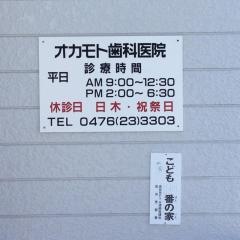 オカモト歯科医院
診療時間
平日 AM 9:00〜12:30
PM 2:00〜6:30
休診日 日木・祝祭日
TEL 0476(23)3303
こども
番の家